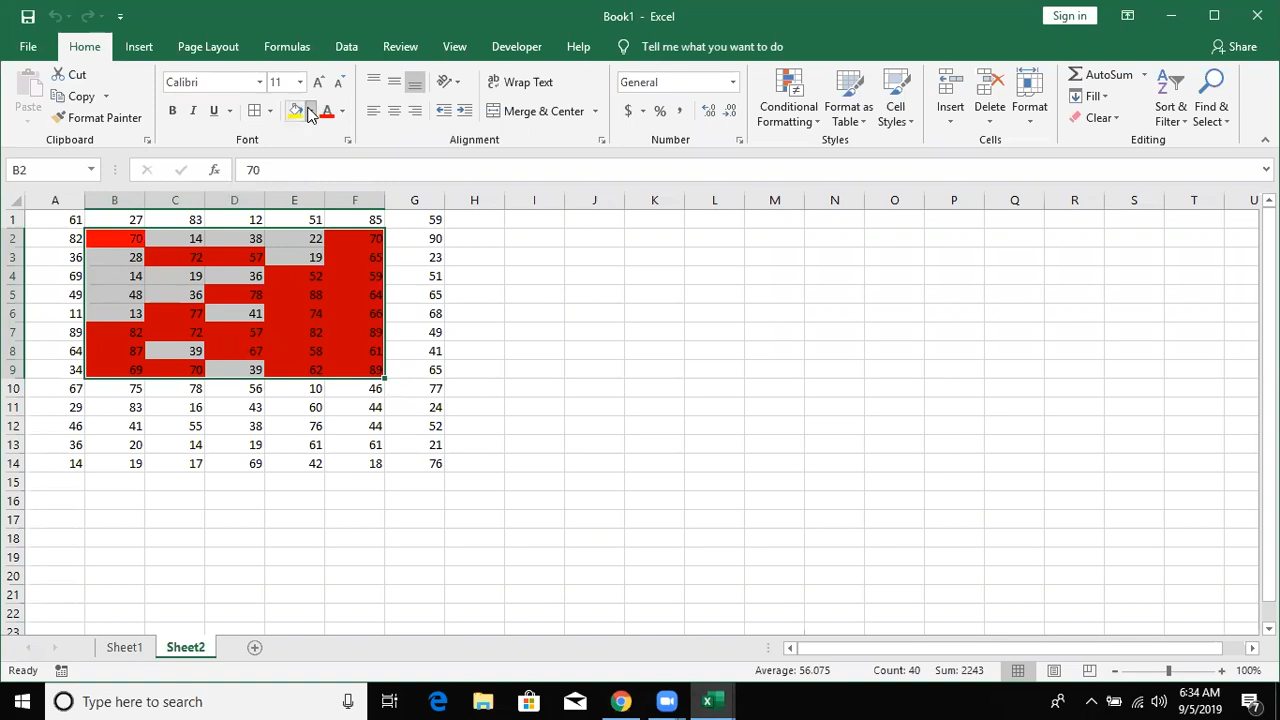 Book1 - Excel
Sign in
File Home Insert Page Layout Formulas Data Review View Developer Help Tell me what you want to do Share
Cut
Copy
Format Painter
Paste
Clipboard
Calibri 11
B I U A
Font
Wrap Text
Merge & Center
Alignment
General
$ % ,
Number
Conditional Formatting
Format as Table
Cell Styles
Styles
Insert
Delete
Format
Cells
AutoSum
Fill
Clear
Sort & Filter
Find & Select
Editing
B2 fx 70
A B C D E F G H I J K L M N O P Q R S T U
1 61 27 83 12 51 85 59
2 82 70 14 38 22 70 90
3 36 28 72 57 19 65 23
4 69 14 19 36 52 59 51
5 49 48 36 78 88 64 65
6 11 13 77 41 74 66 68
7 89 82 72 57 82 89 49
8 64 87 39 67 58 61 41
9 34 69 70 39 62 89 65
10 67 75 78 56 10 46 77
11 29 83 16 43 60 44 24
12 46 41 55 38 76 44 52
13 36 20 14 19 61 61 21
14 14 19 17 69 42 18 76
15
16
17
18
19
20
21
22
23
Sheet1 Sheet2
Ready Average: 56.075 Count: 40 Sum: 2243 100%
Type here to search
6:34 AM
9/5/2019
7